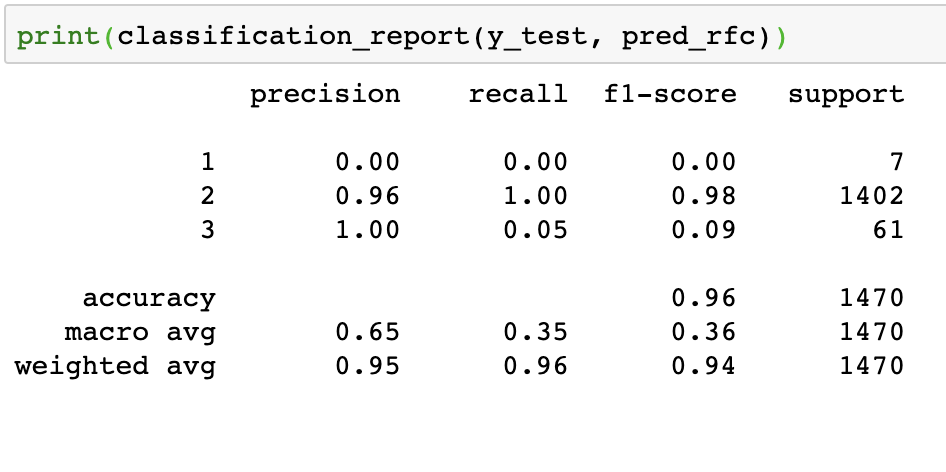 print(classification_report(y_test, pred_rfc))
precision recall f1-score support
1 0.00 0.00 0.00 7
2 0.96 1.00 0.98 1402
3 1.00 0.05 0.09 61
accuracy 0.96 1470
macro avg 0.65 0.35 0.36 1470
weighted avg 0.95 0.96 0.94 1470